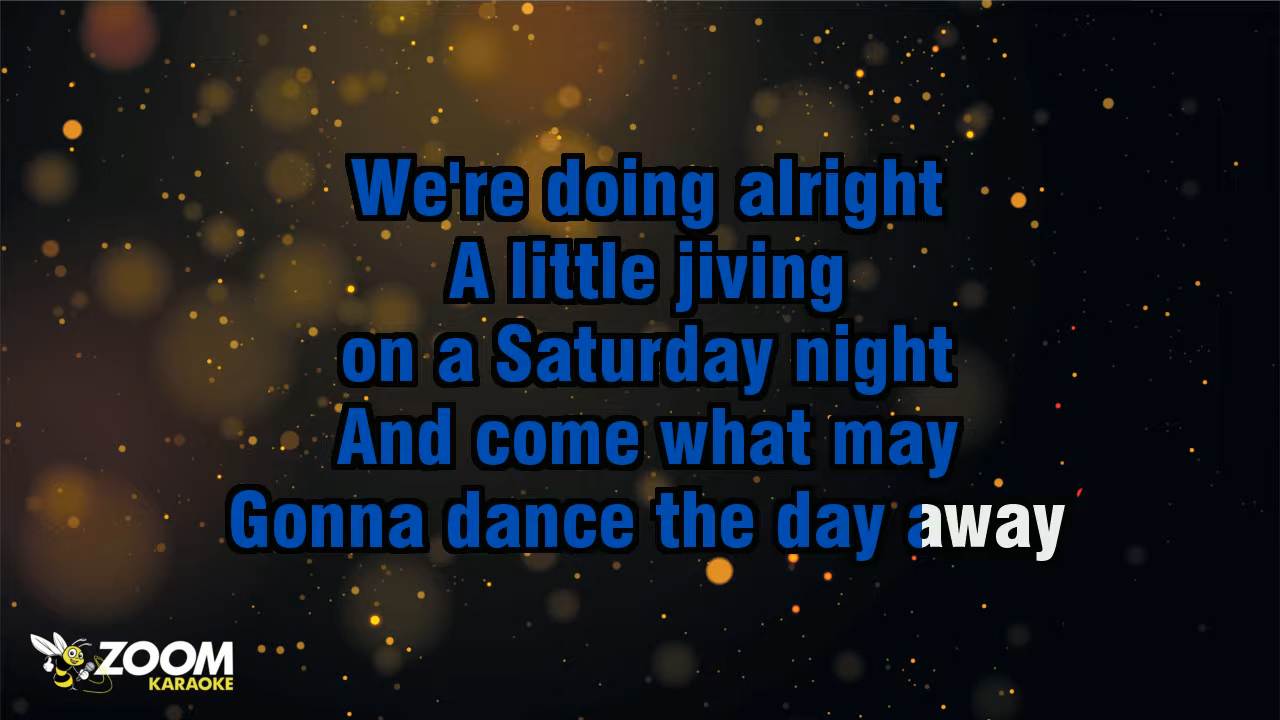 We're doing alright
A little jiving
on a Saturday night
And come what may
Gonna dance the day away
ZOOM
KARAOKE